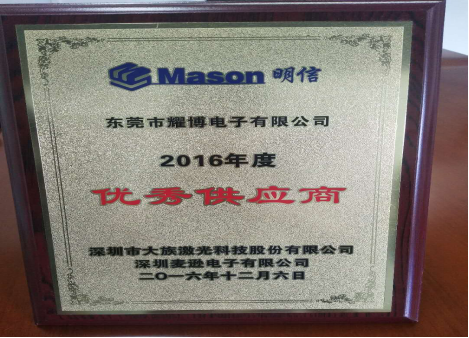 Mason 明信
东莞市耀博电子有限公司
2016年度
优秀供应商
深圳市大族激光科技股份有限公司
深圳麦逊电子有限公司
二〇一六年十二月六日